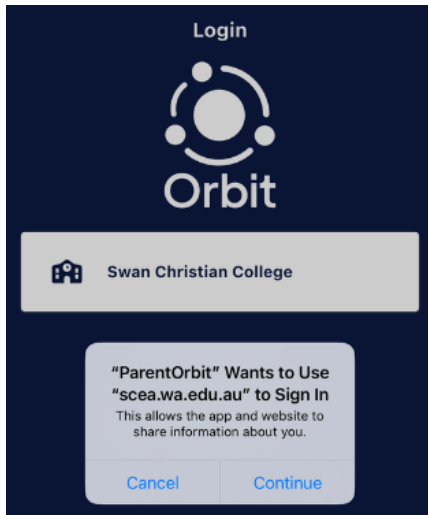 Login
Orbit
Swan Christian College
"ParentOrbit" Wants to Use
"scea.wa.edu.au" to Sign In
This allows the app and website to
share information about you.
Cancel Continue